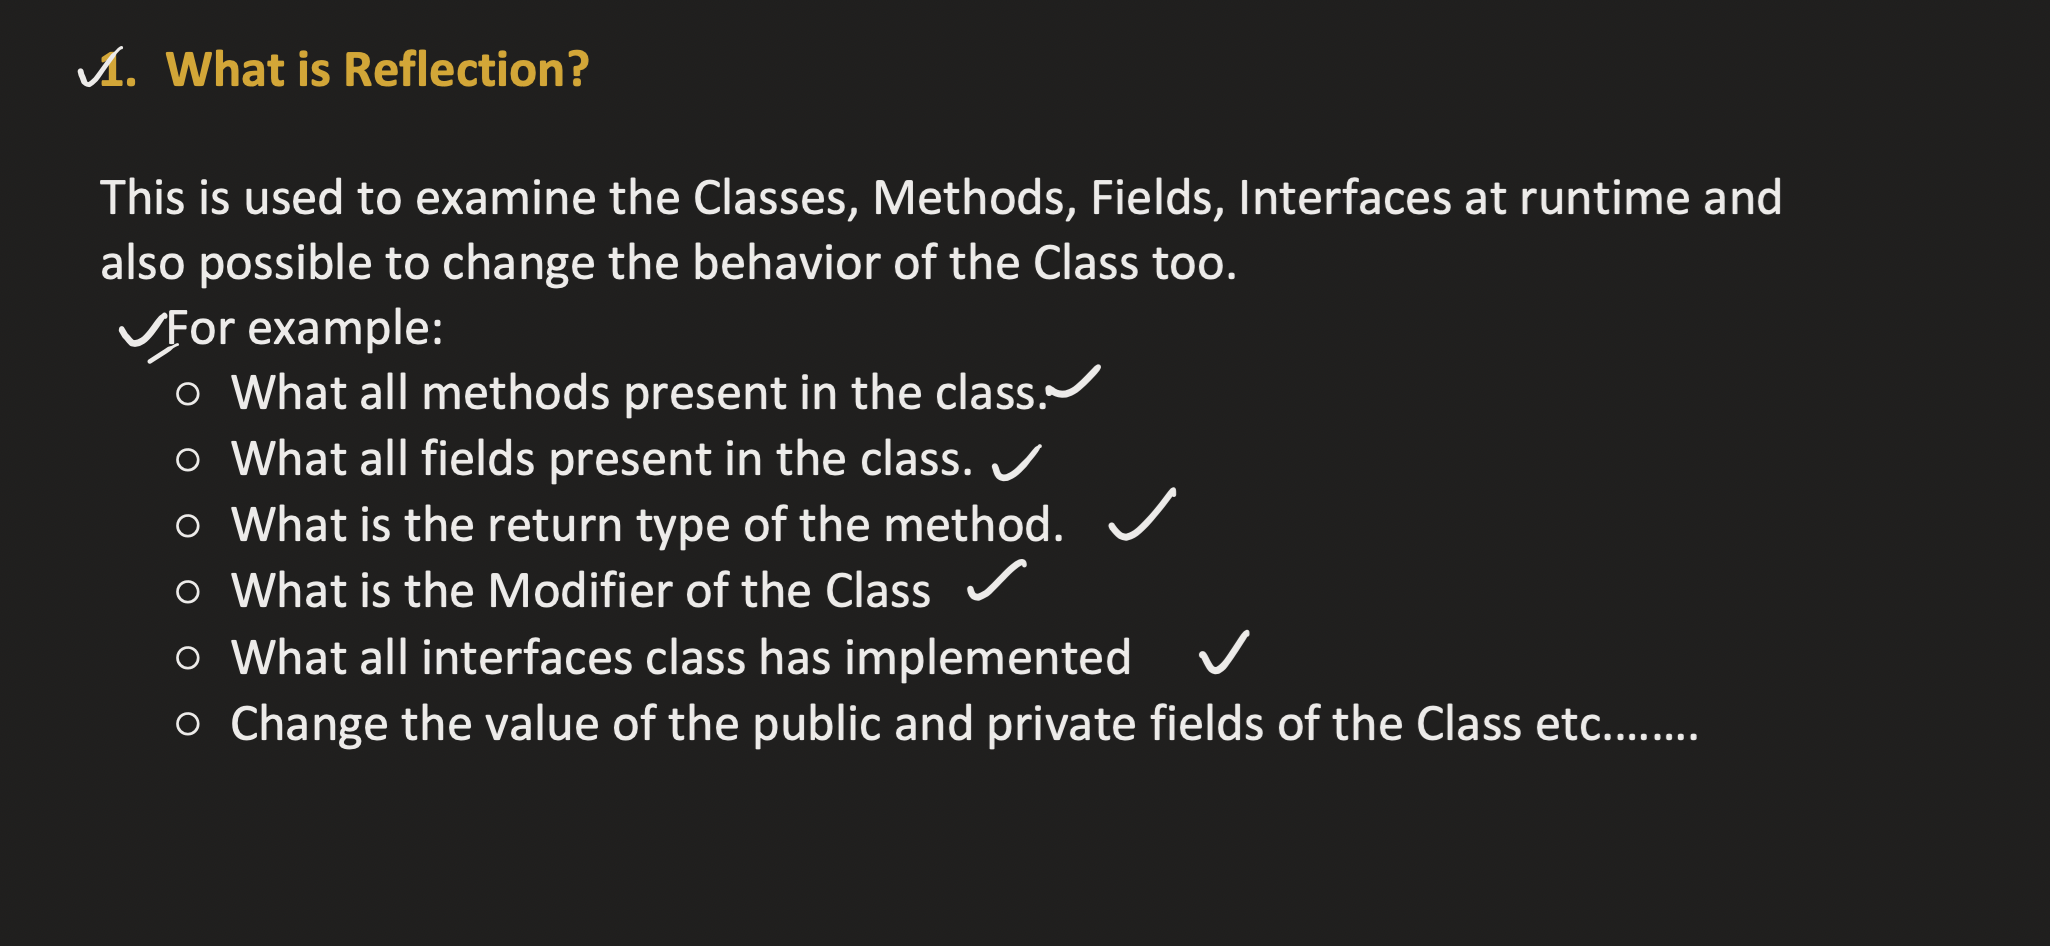 1. What is Reflection?
This is used to examine the Classes, Methods, Fields, Interfaces at runtime and
also possible to change the behavior of the Class too.
For example:
○ What all methods present in the class.
○ What all fields present in the class.
○ What is the return type of the method.
○ What is the Modifier of the Class
○ What all interfaces class has implemented
○ Change the value of the public and private fields of the Class etc........